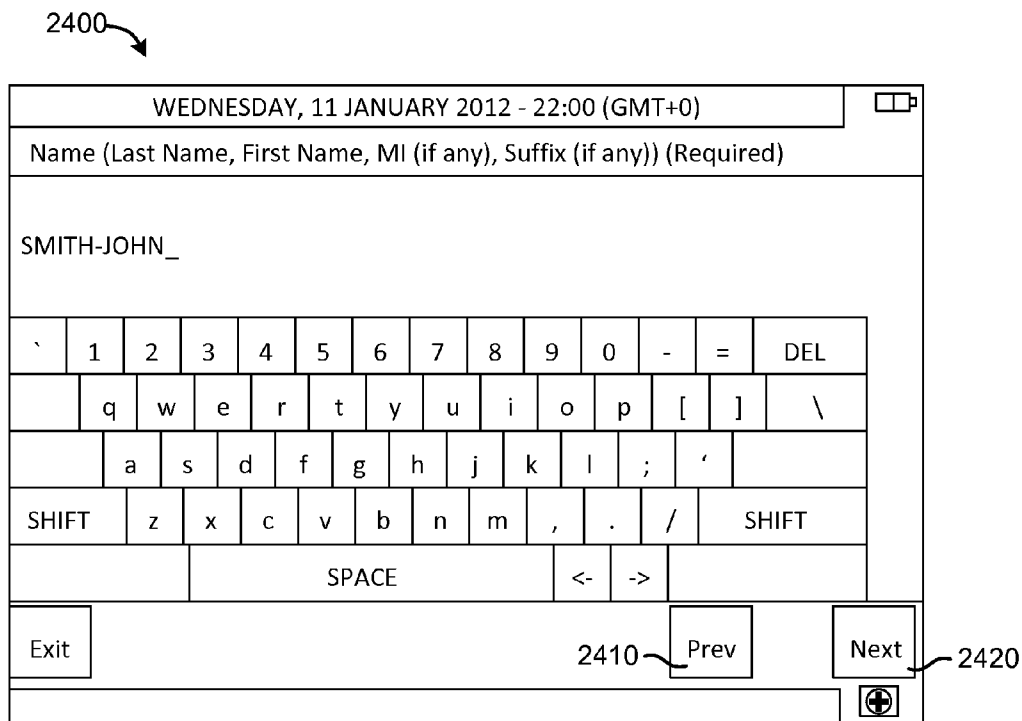 2400
WEDNESDAY, 11 JANUARY 2012 - 22:00 (GMT+0)
Name (Last Name, First Name, MI (if any), Suffix (if any)) (Required)
SMITH-JOHN_
` 1 2 3 4 5 6 7 8 9 0 - = DEL
q w e r t y u i o p [ ] \
a s d f g h j k l ; ‘
SHIFT z x c v b n m , . / SHIFT
SPACE <- ->
Exit 2410 Prev Next 2420